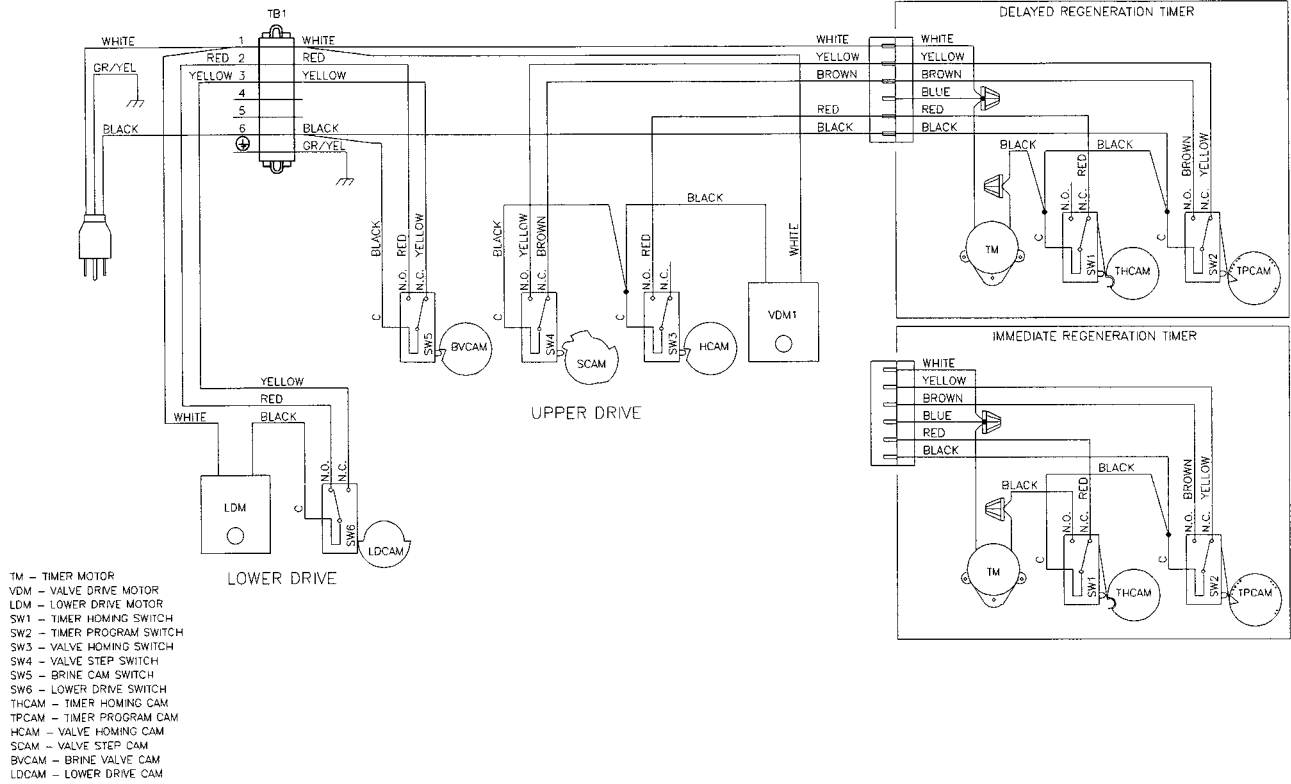 DELAYED REGENERATION TIMER
TB1
WHITE
1
WHITE
WHITE
WHITE
RED 2
RED
YELLOW
YELLOW
GR/YEL
YELLOW 3
YELLOW
BROWN
BROWN
4
BLUE
5
RED
RED
BLACK
6
BLACK
BLACK
BLACK
GR/YEL
BLACK
BLACK
RED
BROWN
YELLOW
N.O.
N.C.
N.O.
N.C.
C
C
TM
SW1
THCAM
SW2
TPCAM
BLACK
BLACK
RED
YELLOW
BLACK
YELLOW
BROWN
RED
WHITE
N.O.
N.C.
N.O.
N.C.
N.O.
N.C.
C
C
C
SW5
BVCAM
SW4
SCAM
SW3
HCAM
VDM1
UPPER DRIVE
IMMEDIATE REGENERATION TIMER
WHITE
YELLOW
BROWN
BLUE
RED
BLACK
BLACK
BLACK
RED
BROWN
YELLOW
N.O.
N.C.
N.O.
N.C.
C
C
TM
SW1
THCAM
SW2
TPCAM
YELLOW
RED
WHITE
BLACK
N.O.
N.C.
C
LDM
SW6
LDCAM
LOWER DRIVE
TM – TIMER MOTOR
VDM – VALVE DRIVE MOTOR
LDM – LOWER DRIVE MOTOR
SW1 – TIMER HOMING SWITCH
SW2 – TIMER PROGRAM SWITCH
SW3 – VALVE HOMING SWITCH
SW4 – VALVE STEP SWITCH
SW5 – BRINE CAM SWITCH
SW6 – LOWER DRIVE SWITCH
THCAM – TIMER HOMING CAM
TPCAM – TIMER PROGRAM CAM
HCAM – VALVE HOMING CAM
SCAM – VALVE STEP CAM
BVCAM – BRINE VALVE CAM
LDCAM – LOWER DRIVE CAM